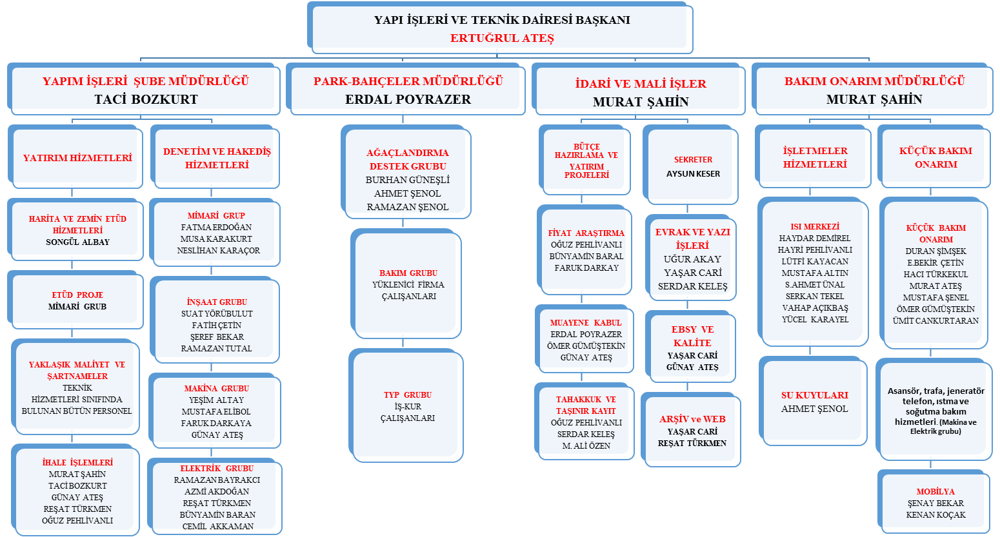 YAPI İŞLERİ VE TEKNİK DAİRESİ BAŞKANI
ERTUĞRUL ATEŞ
YAPIM İŞLERİ ŞUBE MÜDÜRLÜĞÜ
TACİ BOZKURT
YATIRIM HİZMETLERİ
HARİTA VE ZEMİN ETÜD
HİZMETLERİ
SONGÜL ALBAY
ETÜD PROJE
MİMARİ GRUB
YAKLAŞIK MALİYET VE
ŞARTNAMELER
TEKNİK
HİZMETLERİ SINIFINDA
BULUNAN BÜTÜN PERSONEL
İHALE İŞLEMLERİ
MURAT ŞAHİN
TACİ BOZKURT
GÜNAY ATEŞ
REŞAT TÜRKMEN
OĞUZ PEHLİVANLI
DENETİM VE HAKEDİŞ
HİZMETLERİ
MİMARİ GRUP
FATMA ERDOĞAN
MUSA KARAKURT
NESLİHAN KARAÇOR
İNŞAAT GRUBU
SUAT YÖRÜBULUT
FATİH ÇETİN
ŞEREF BEKAR
RAMAZAN TUTAL
MAKİNA GRUBU
YEŞİM ALTAY
MUSTAFA ELİBOL
FARUK DARKAYA
GÜNAY ATEŞ
ELEKTRİK GRUBU
RAMAZAN BAYRAKCI
AZMİ AKDOĞAN
REŞAT TÜRKMEN
BÜNYAMİN BARAN
CEMİL AKKAMAN
PARK-BAHÇELER MÜDÜRLÜĞÜ
ERDAL POYRAZER
AĞAÇLANDIRMA
DESTEK GRUBU
BURHAN GÜNEŞLİ
AHMET ŞENOL
RAMAZAN ŞENOL
BAKIM GRUBU
YÜKLENİCİ FİRMA
ÇALIŞANLARI
TYP GRUBU
İŞ-KUR
ÇALIŞANLARI
İDARİ VE MALİ İŞLER
MURAT ŞAHİN
BÜTÇE
HAZIRLAMA VE
YATIRIM
PROJELERİ
FİYAT ARAŞTIRMA
OĞUZ PEHLİVANLI
BÜNYAMİN BARAL
FARUK DARKAY
MUAYENE KABUL
ERDAL POYRAZER
ÖMER GÜMÜŞTEKİN
GÜNAY ATEŞ
TAHAKKUK VE
TAŞINIR KAYIT
OĞUZ PEHLİVANLI
SERDAR KELEŞ
M. ALİ ÖZEN
SEKRETER
AYSUN KESER
EVRAK VE YAZI
İŞLERİ
UĞUR AKAY
YAŞAR CARİ
SERDAR KELEŞ
EBSY VE
KALİTE
YAŞAR CARİ
GÜNAY ATEŞ
ARŞİV ve WEB
YAŞAR CARİ
REŞAT TÜRKMEN
BAKIM ONARIM MÜDÜRLÜĞÜ
MURAT ŞAHİN
İŞLETMELER
HİZMETLERİ
ISI MERKEZİ
HAYDAR DEMİREL
HAYRİ PEHLİVANLI
LÜTFİ KAYACAN
MUSTAFA ALTIN
S.AHMET ÜNAL
SERKAN TEKEL
VAHAP AÇIKBAŞ
YÜCEL KARAYEL
SU KUYULARI
AHMET ŞENOL
KÜÇÜK BAKIM
ONARIM
KÜÇÜK BAKIM
ONARIM
DURAN ŞİMŞEK
E.BEKİR ÇETİN
HACI TÜRKEKUL
MURAT ATEŞ
MUSTAFA ŞENEL
ÖMER GÜMÜŞTEKİN
ÜMİT CANKURTARAN
Asansör, trafa, jeneratör
telefon, ıstma ve
soğutma bakım
hizmetleri. (Makina ve
Elektrik grubu)
MOBİLYA
ŞENAY BEKAR
KENAN KOÇAK